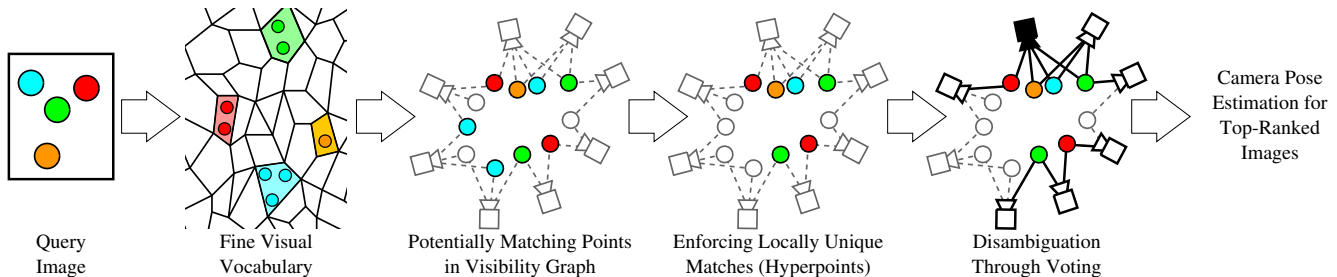 Query
Image
Fine Visual
Vocabulary
Potentially Matching Points
in Visibility Graph
Enforcing Locally Unique
Matches (Hyperpoints)
Disambiguation
Through Voting
Camera Pose
Estimation for
Top-Ranked
Images